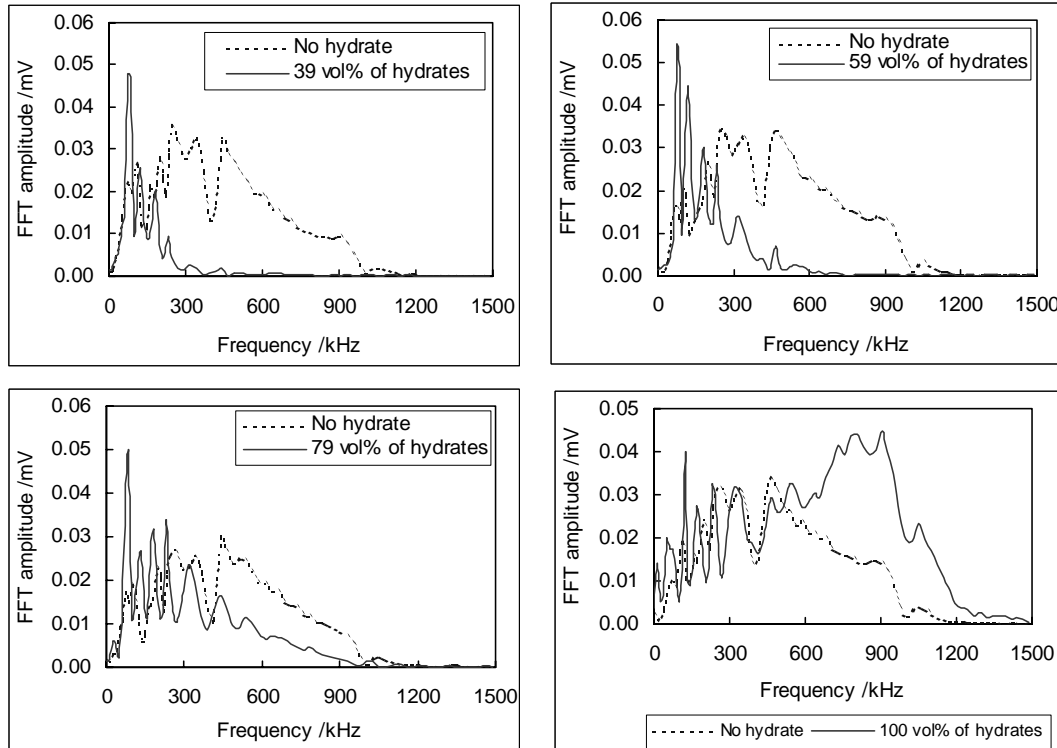 FFT amplitude /mV
0.06
0.05
0.04
0.03
0.02
0.01
0.00
No hydrate
39 vol% of hydrates
0 300 600 900 1200 1500
Frequency /kHz
FFT amplitude /mV
0.06
0.05
0.04
0.03
0.02
0.01
0.00
No hydrate
59 vol% of hydrates
0 300 600 900 1200 1500
Frequency /kHz
FFT amplitude /mV
0.06
0.05
0.04
0.03
0.02
0.01
0.00
No hydrate
79 vol% of hydrates
0 300 600 900 1200 1500
Frequency /kHz
FFT amplitude /mV
0.05
0.04
0.03
0.02
0.01
0.00
0 300 600 900 1200 1500
Frequency /kHz
No hydrate 100 vol% of hydrates